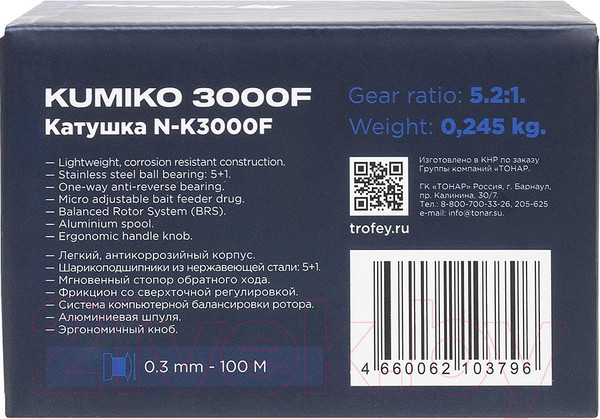 KUMIKO 3000F
Катушка N-K3000F
Gear ratio: 5.2:1.
Weight: 0,245 kg.
— Lightweight, corrosion resistant construction.
— Stainless steel ball bearing: 5+1.
— One-way anti-reverse bearing.
— Micro adjustable bait feeder drug.
— Balanced Rotor System (BRS).
— Aluminium spool.
— Ergonomic handle knob.
— Легкий, антикоррозийный корпус.
— Шарикоподшипники из нержавеющей стали: 5+1.
— Мгновенный стопор обратного хода.
— Фрикцион со сверхточной регулировкой.
— Система компьютерной балансировки ротора.
— Алюминиевая шпуля.
— Эргономичный кноб.
0.3 mm - 100 M
Изготовлено в КНР по заказу
Группы компаний «ТОНАР.
ГК «ТОНАР» Россия, г. Барнаул,
пр. Калинина, 30/7.
Тел.: 8-800-700-33-26, 205-625
e-mail: info@tonar.su
trofey.ru
4 660062 103796
zivak.by